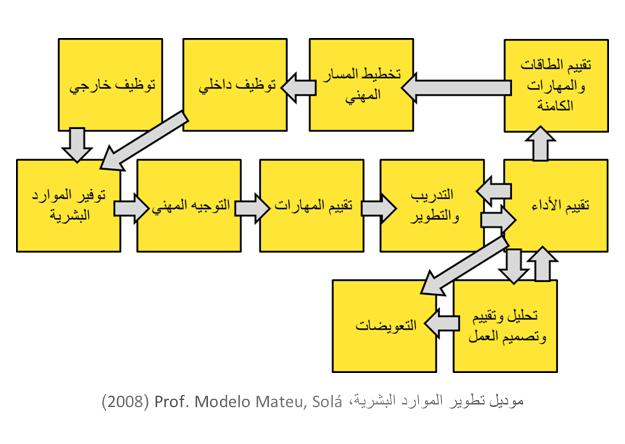 تقييم الطاقات
والمهارات
الكامنة
تخطيط المسار
المهني
توظيف داخلي
توظيف خارجي
توفير الموارد
البشرية
التوجيه المهني
تقييم المهارات
التدريب
والتطوير
تقييم الأداء
تحليل وتقييم
وتصميم العمل
التعويضات
موديل تطوير الموارد البشرية، Prof. Modelo Mateu, Solá (2008)